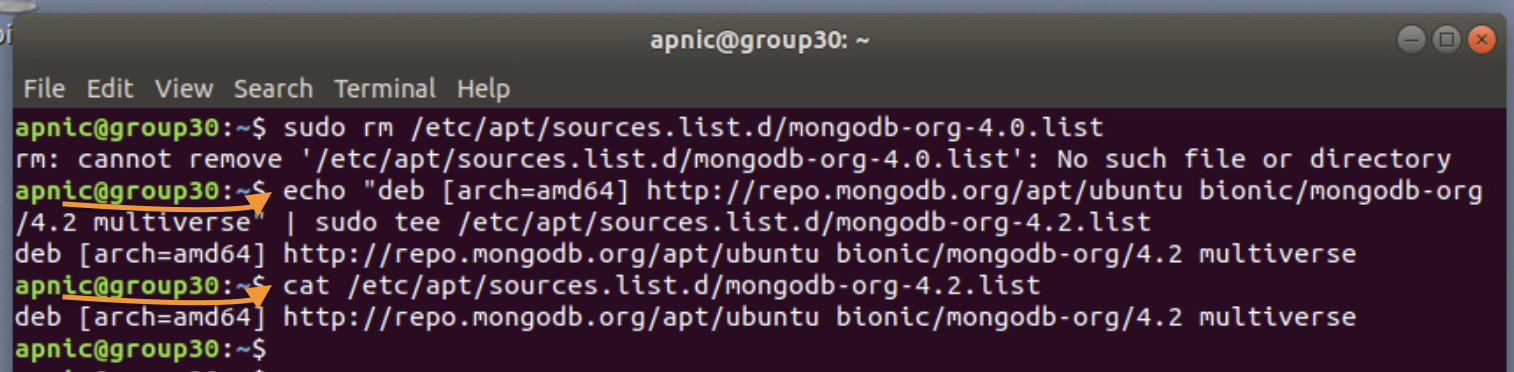 apnic@group30: ~
File Edit View Search Terminal Help
apnic@group30:~$ sudo rm /etc/apt/sources.list.d/mongodb-org-4.0.list
rm: cannot remove '/etc/apt/sources.list.d/mongodb-org-4.0.list': No such file or directory
apnic@group30:~$ echo "deb [arch=amd64] http://repo.mongodb.org/apt/ubuntu bionic/mongodb-org
/4.2 multiverse" | sudo tee /etc/apt/sources.list.d/mongodb-org-4.2.list
deb [arch=amd64] http://repo.mongodb.org/apt/ubuntu bionic/mongodb-org/4.2 multiverse
apnic@group30:~$ cat /etc/apt/sources.list.d/mongodb-org-4.2.list
deb [arch=amd64] http://repo.mongodb.org/apt/ubuntu bionic/mongodb-org/4.2 multiverse
apnic@group30:~$